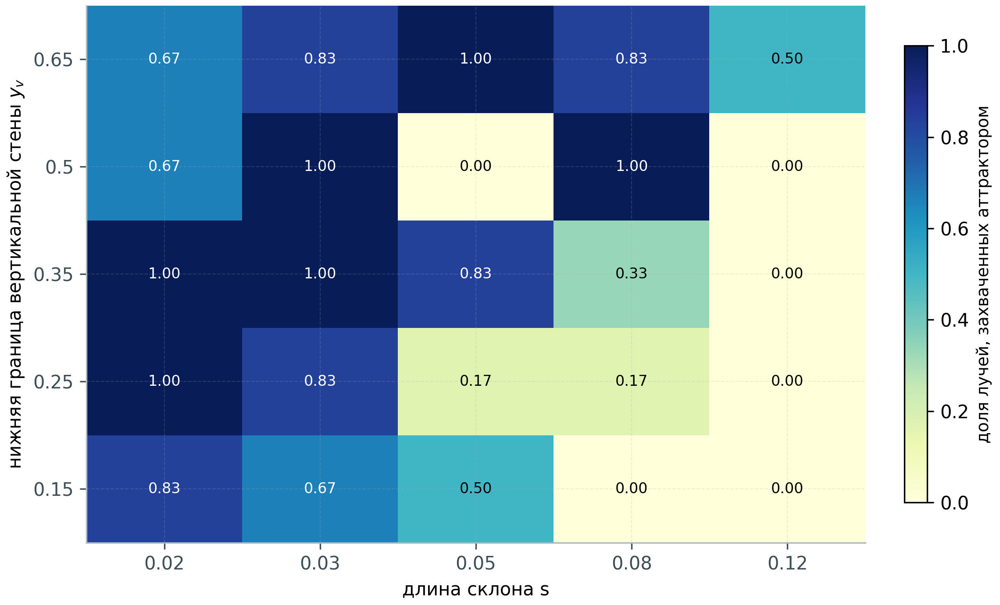 нижняя граница вертикальной стены yᵥ
0.65 0.67 0.83 1.00 0.83 0.50
0.5 0.67 1.00 0.00 1.00 0.00
0.35 1.00 1.00 0.83 0.33 0.00
0.25 1.00 0.83 0.17 0.17 0.00
0.15 0.83 0.67 0.50 0.00 0.00
0.02 0.03 0.05 0.08 0.12
длина склона s
1.0
0.8
0.6
0.4
0.2
0.0
доля лучей, захваченных аттрактором